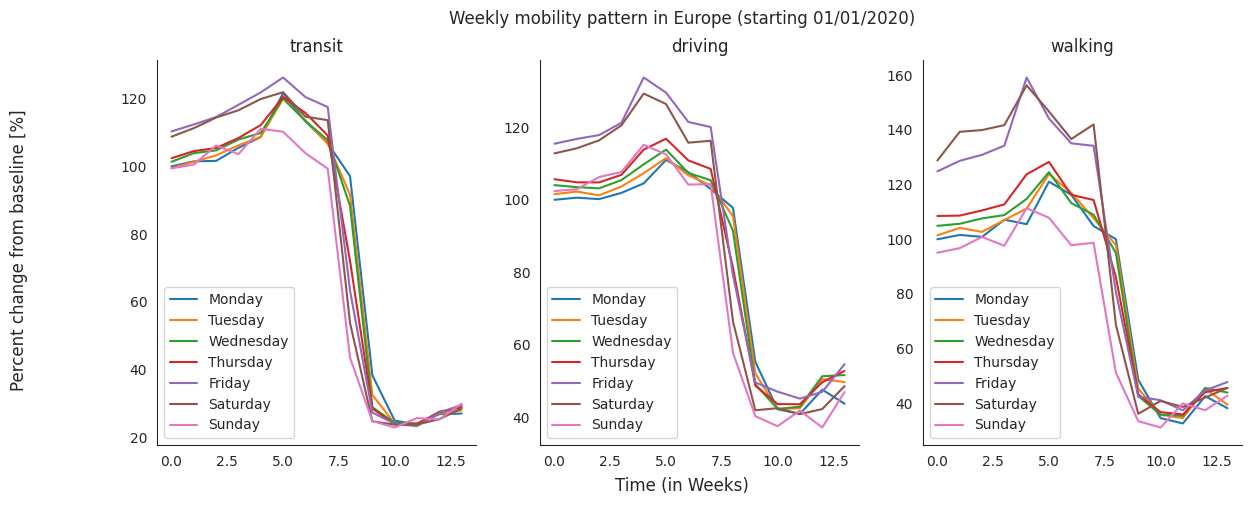 Weekly mobility pattern in Europe (starting 01/01/2020)
Percent change from baseline [%]
transit
120
100
80
60
40
20
Monday
Tuesday
Wednesday
Thursday
Friday
Saturday
Sunday
0.0 2.5 5.0 7.5 10.0 12.5
driving
120
100
80
60
40
Monday
Tuesday
Wednesday
Thursday
Friday
Saturday
Sunday
0.0 2.5 5.0 7.5 10.0 12.5
walking
160
140
120
100
80
60
40
Monday
Tuesday
Wednesday
Thursday
Friday
Saturday
Sunday
0.0 2.5 5.0 7.5 10.0 12.5
Time (in Weeks)